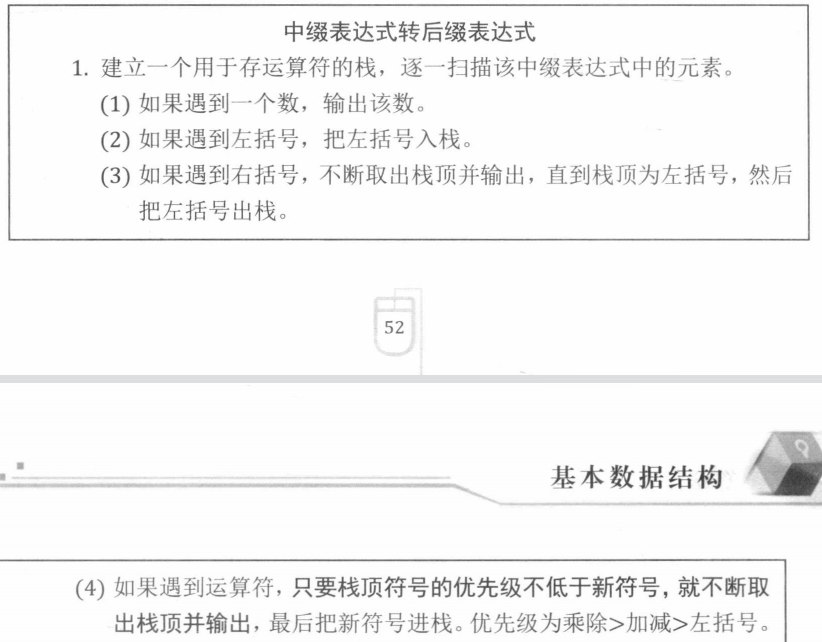 中缀表达式转后缀表达式
1. 建立一个用于存运算符的栈，逐一扫描该中缀表达式中的元素。
(1) 如果遇到一个数，输出该数。
(2) 如果遇到左括号，把左括号入栈。
(3) 如果遇到右括号，不断取出栈顶并输出，直到栈顶为左括号，然后
把左括号出栈。
52
基本数据结构
(4) 如果遇到运算符，只要栈顶符号的优先级不低于新符号，就不断取
出栈顶并输出，最后把新符号进栈。优先级为乘除>加减>左括号。